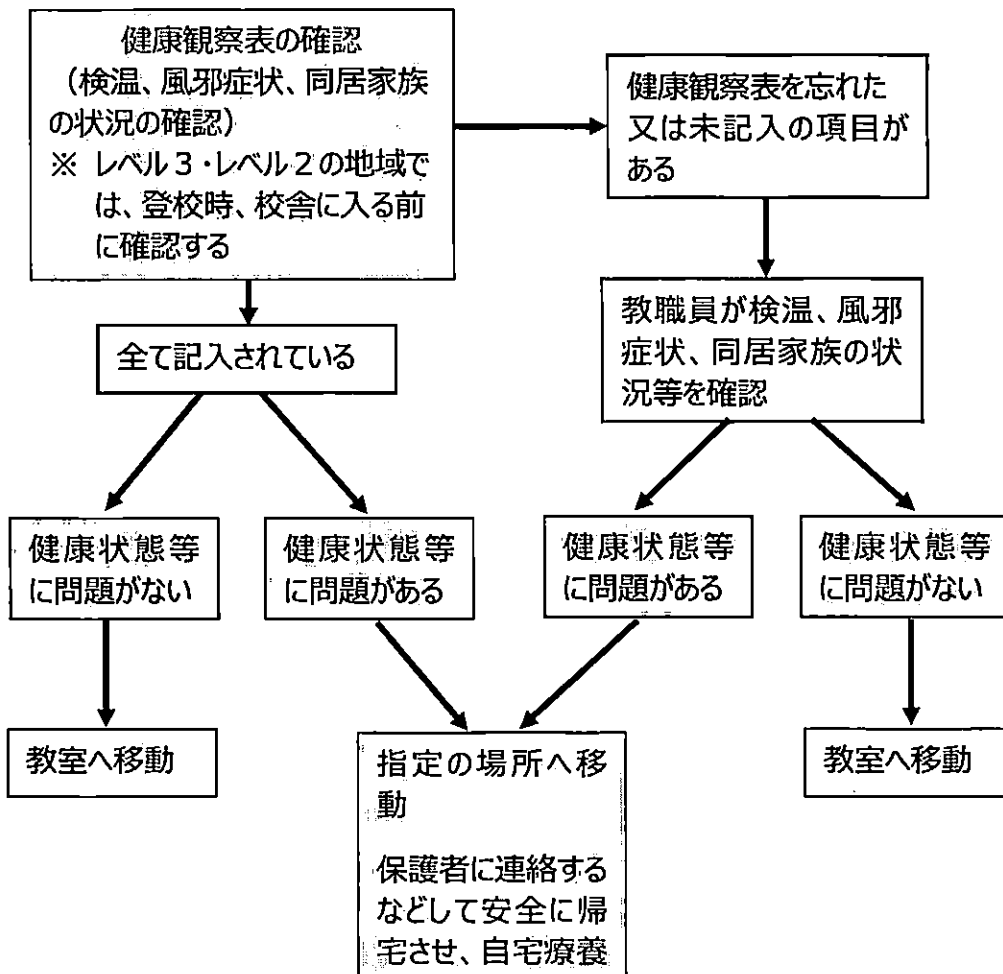 健康観察表の確認
（検温、風邪症状、同居家族
の状況の確認）
※ レベル３・レベル２の地域で
は、登校時、校舎に入る前
に確認する
健康観察表を忘れた
又は未記入の項目が
ある
全て記入されている
教職員が検温、風邪
症状、同居家族の状
況等を確認
健康状態等
に問題がない
健康状態等
に問題がある
健康状態等
に問題がある
健康状態等
に問題がない
教室へ移動
指定の場所へ移
動
保護者に連絡する
などして安全に帰
宅させ、自宅療養
教室へ移動